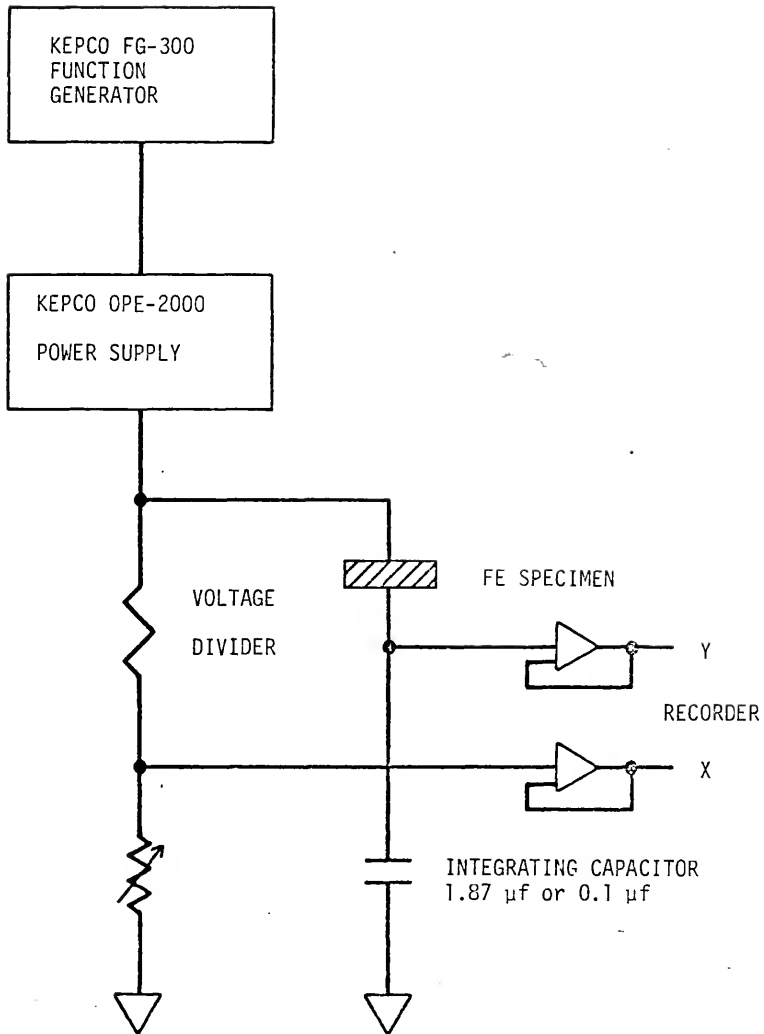 KEPCO FG-300
FUNCTION
GENERATOR
KEPCO OPE-2000
POWER SUPPLY
VOLTAGE
DIVIDER
FE SPECIMEN
Y
RECORDER
X
INTEGRATING CAPACITOR
1.87 µf or 0.1 µf